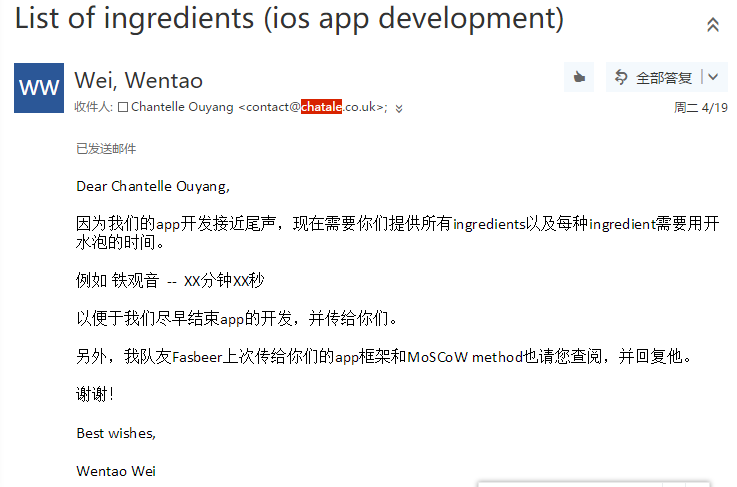 List of ingredients (ios app development)
WW
Wei, Wentao
全部答复
收件人: Chantelle Ouyang <contact@chatale.co.uk>;
周二 4/19
已发送邮件
Dear Chantelle Ouyang,
因为我们的app开发接近尾声，现在需要你们提供所有ingredients以及每种ingredient需要用开
水泡的时间。
例如 铁观音 -- XX分钟XX秒
以便于我们尽早结束app的开发，并传给你们。
另外，我队友Fasbeer上次传给你们的app框架和MoSCoW method也请您查阅，并回复他。
谢谢！
Best wishes,
Wentao Wei